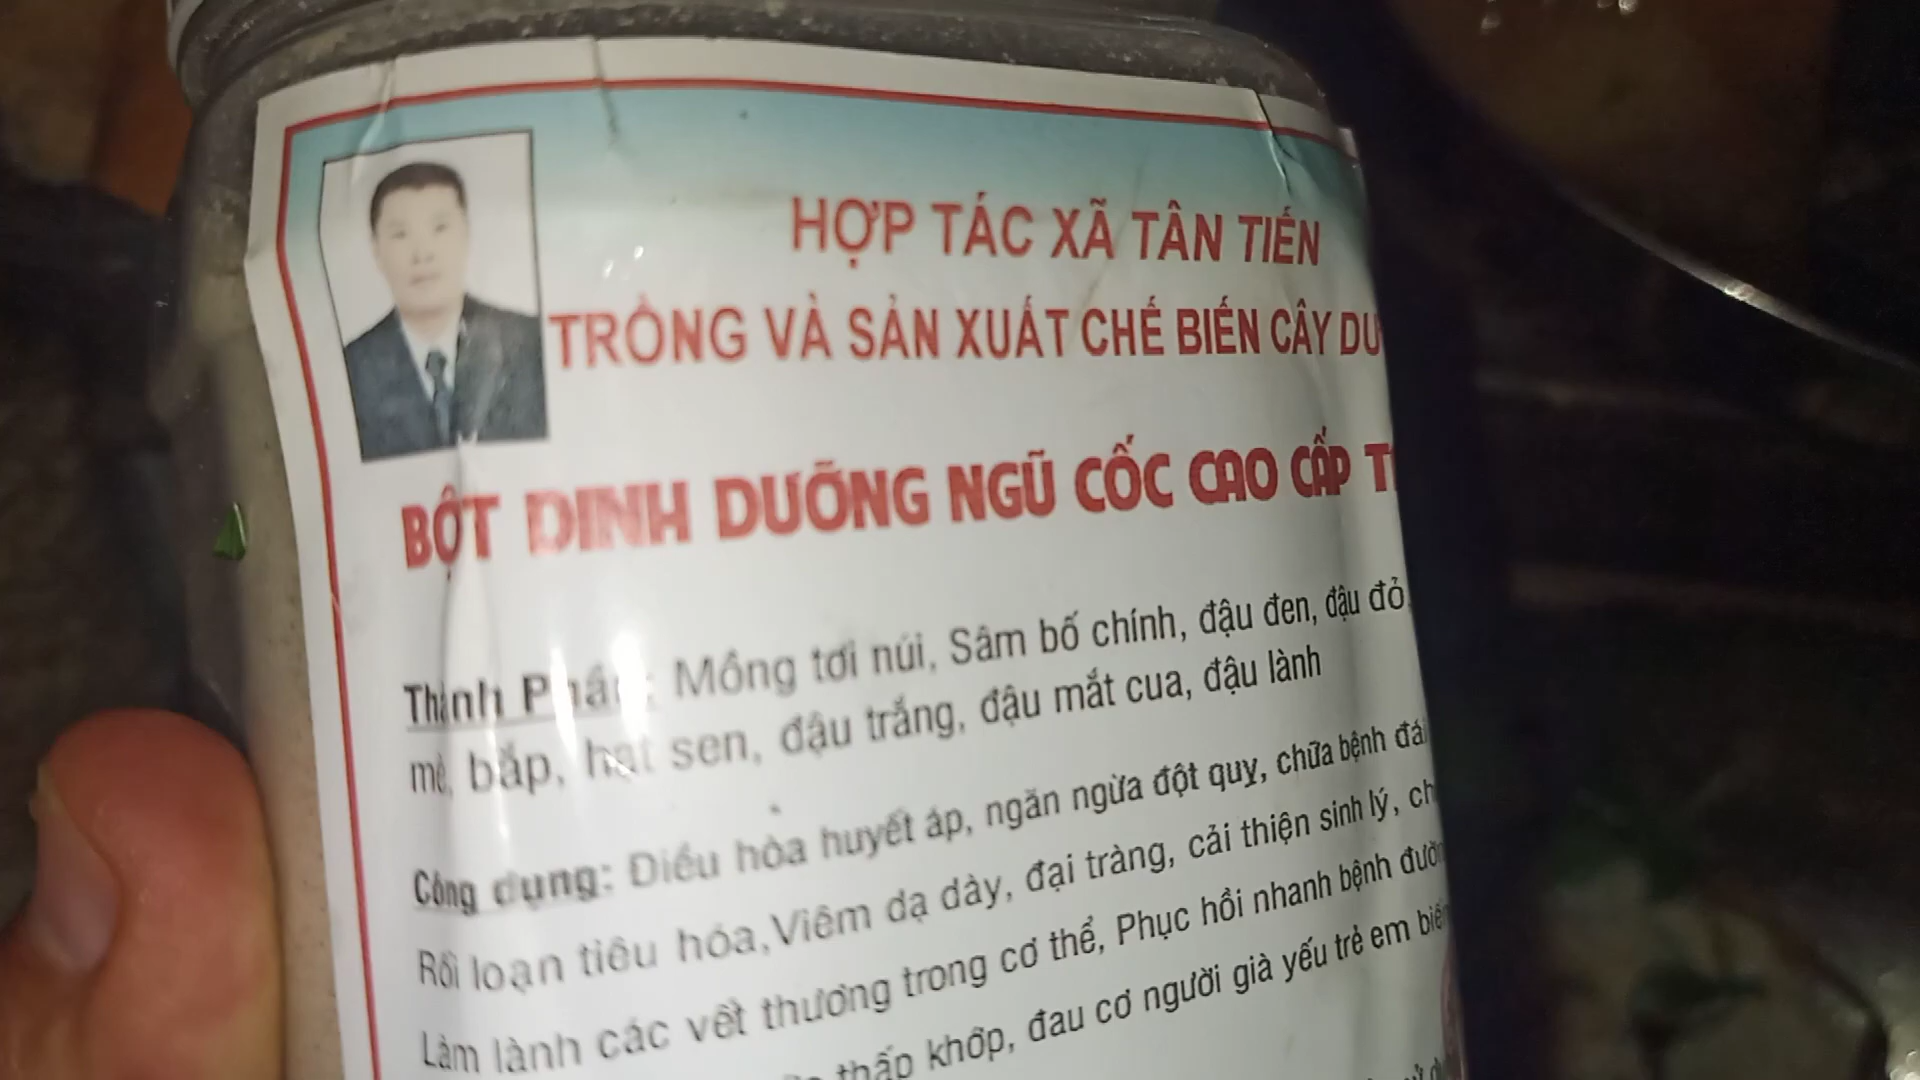 HỢP TÁC XÃ TÂN TIẾN
TRỒNG VÀ SẢN XUẤT CHẾ BIẾN CÂY
BỘT DINH DƯỠNG NGŨ CỐC CAO CẤP
Thành Phần: Mồng tơi núi, Sâm bố chính, đậu đen, đậu đỏ
mè, bắp, hạt sen, đậu trắng, đậu mắt cua, đậu lành
Công dụng: Điều hòa huyết áp, ngăn ngừa đột quỵ, chữa bệnh
Rối loạn tiêu hóa, Viêm dạ dày, đại tràng, cải thiện sinh lý,
Làm lành các vết thương trong cơ thể, Phục hồi nhanh bệnh
thấp khớp, đau cơ người già yếu trẻ em